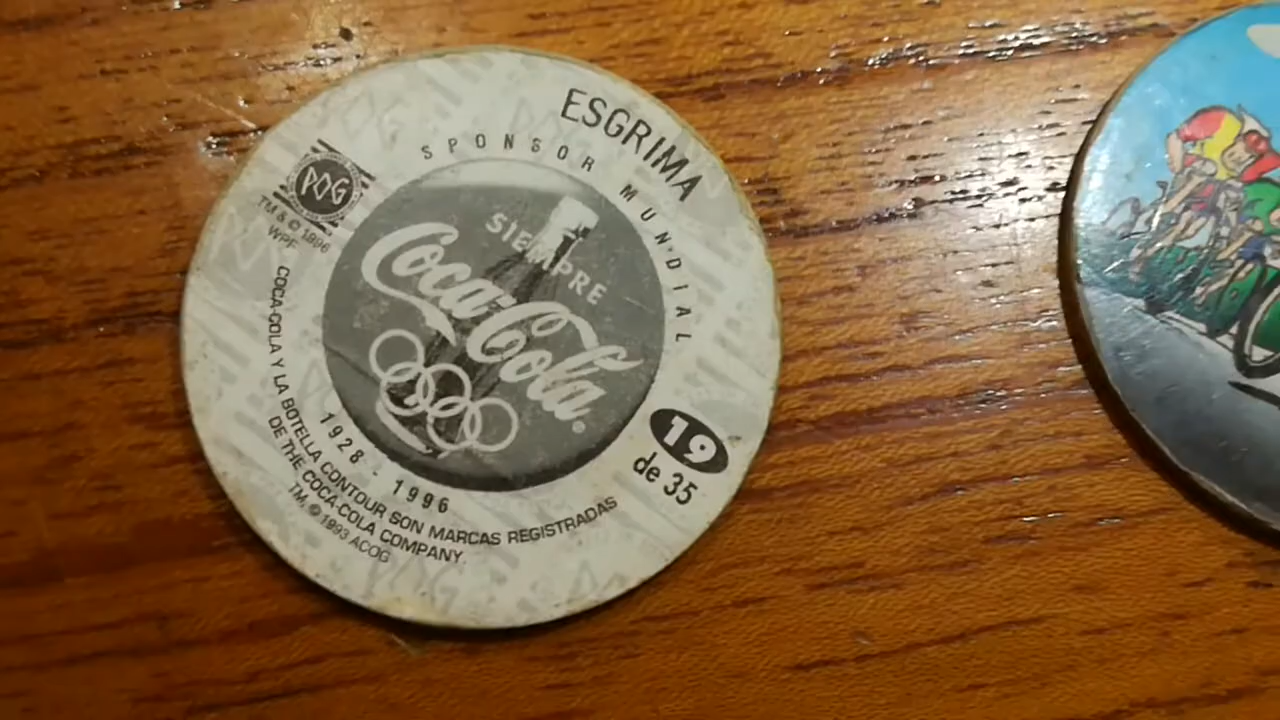 ESGRIMA
SPONSOR MUNDIAL
POG
TM & © 1996
WPF
SIEMPRE
Coca-Cola®
1928 - 1996
19
de 35
COCA-COLA Y LA BOTELLA CONTOUR SON MARCAS REGISTRADAS
DE THE COCA-COLA COMPANY.
TM, © 1993 ACOG